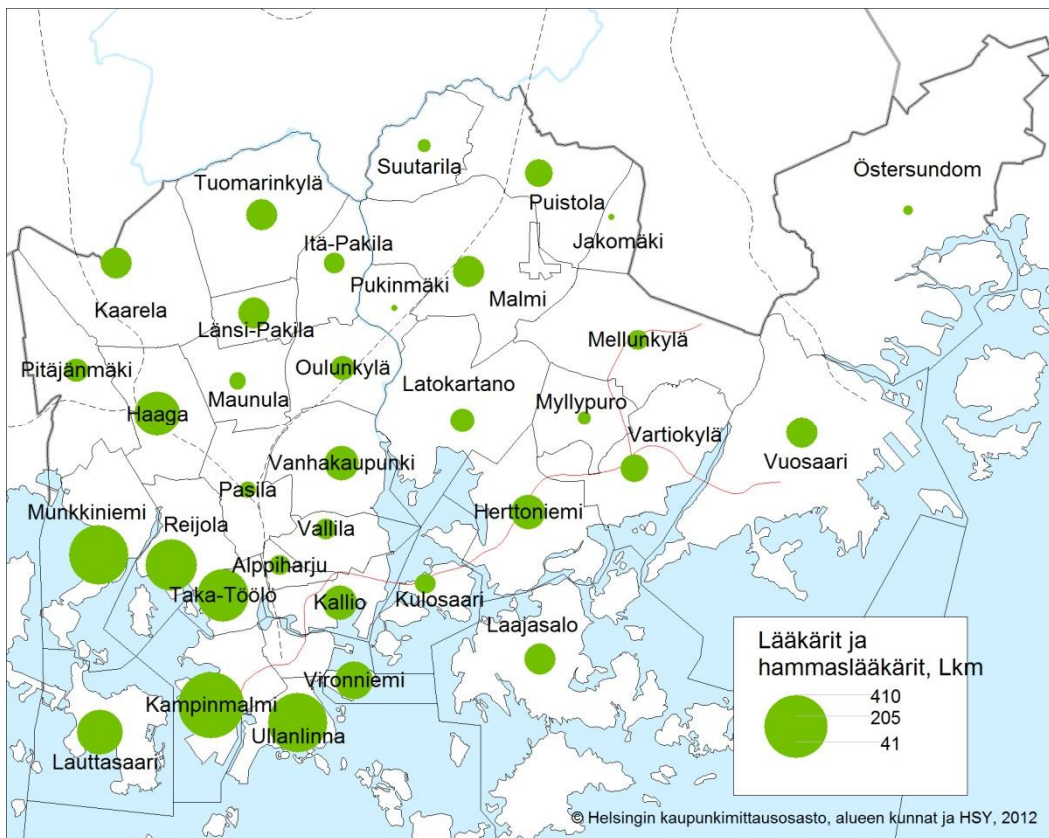 Suutarila
Östersundom
Tuomarinkylä
Puistola
Jakomäki
Itä-Pakila
Pukinmäki
Malmi
Kaarela
Länsi-Pakila
Mellunkylä
Pitäjänmäki
Oulunkylä
Maunula
Latokartano
Myllypuro
Haaga
Vartiokylä
Vanhakaupunki
Vuosaari
Pasila
Munkkiniemi
Reijola
Herttoniemi
Vallila
Alppiharju
Taka-Töölö
Kallio
Kulosaari
Laajasalo
Vironniemi
Kampinmalmi
Ullanlinna
Lauttasaari
Lääkärit ja
hammaslääkärit, Lkm
410
205
41
© Helsingin kaupunkimittausosasto, alueen kunnat ja HSY, 2012